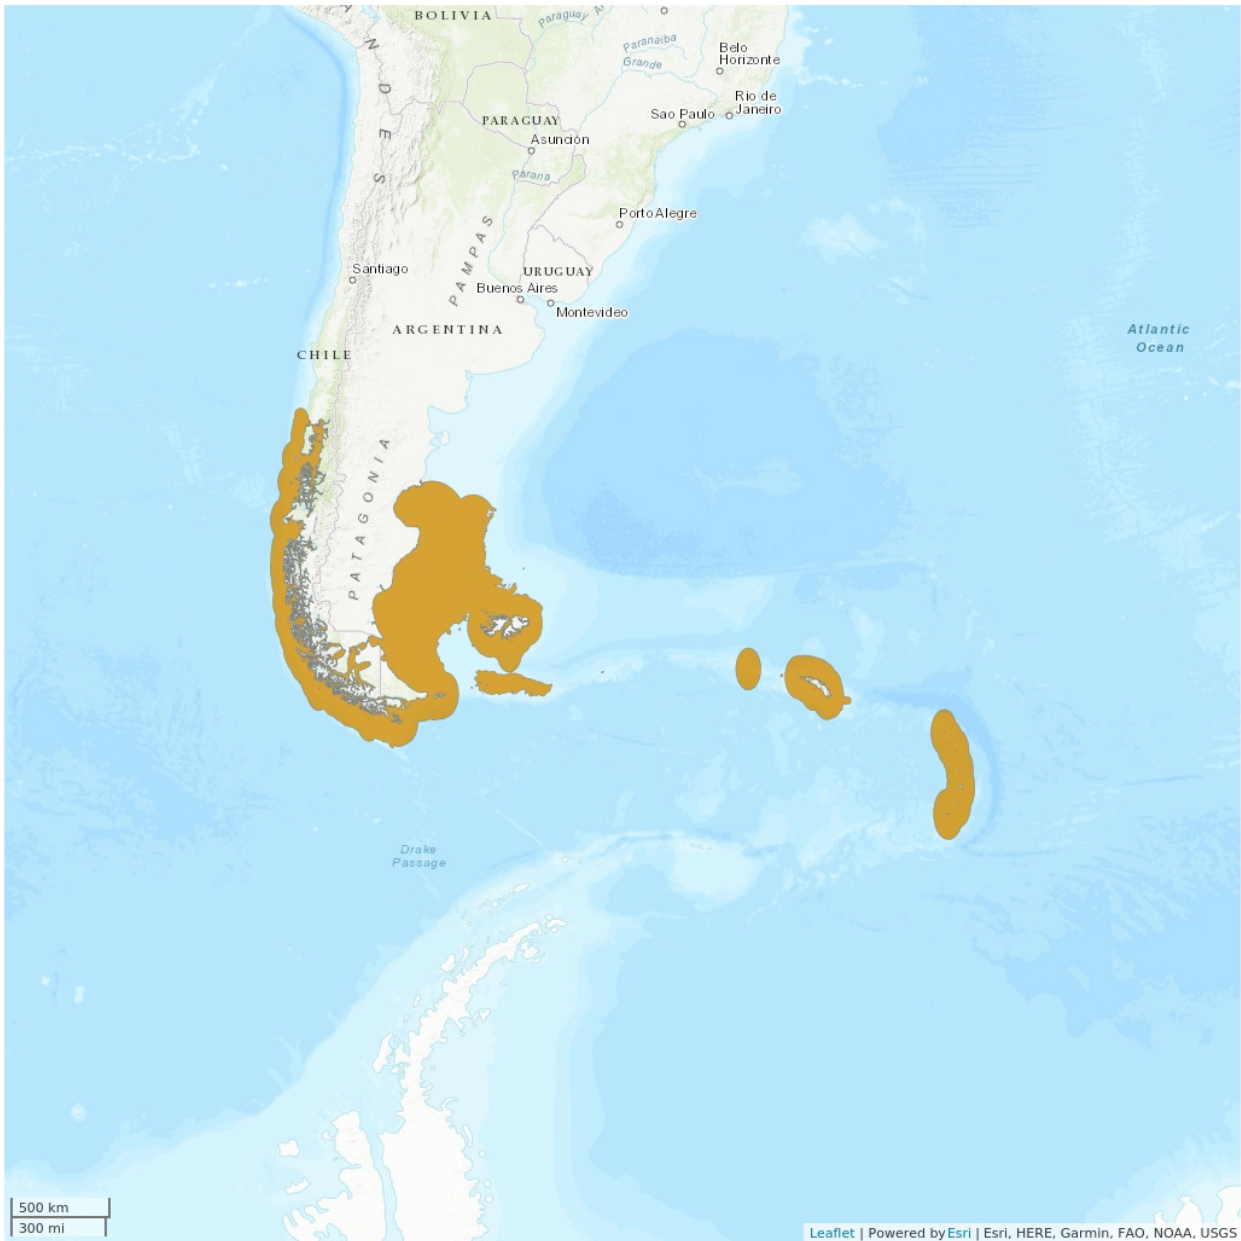 BOLIVIA
Paraguay
A
N
D
E
S
Paranaiba
Grande
Belo
Horizonte
Rio de
Janeiro
Sao Paulo
PARAGUAY
Asunción
Parana
Porto Alegre
PAMPAS
Santiago
URUGUAY
Buenos Aires
Montevideo
ARGENTINA
CHILE
Atlantic
Ocean
PATAGONIA
Drake
Passage
500 km
300 mi
Leaflet | Powered by Esri | Esri, HERE, Garmin, FAO, NOAA, USGS